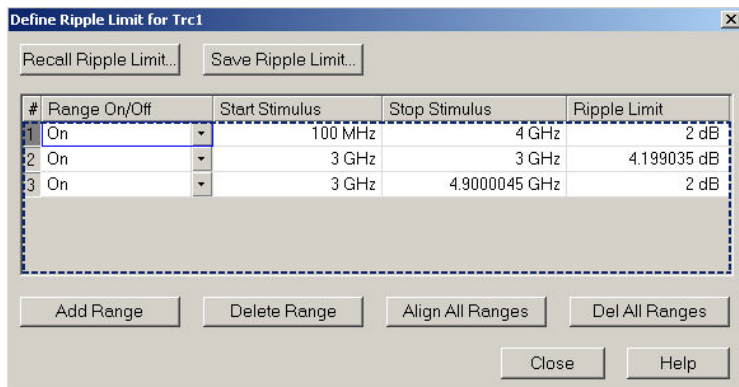 Define Ripple Limit for Trc1
Recall Ripple Limit... Save Ripple Limit...
# Range On/Off Start Stimulus Stop Stimulus Ripple Limit
1 On 100 MHz 4 GHz 2 dB
2 On 3 GHz 3 GHz 4.199035 dB
3 On 3 GHz 4.9000045 GHz 2 dB
Add Range Delete Range Align All Ranges Del All Ranges
Close Help